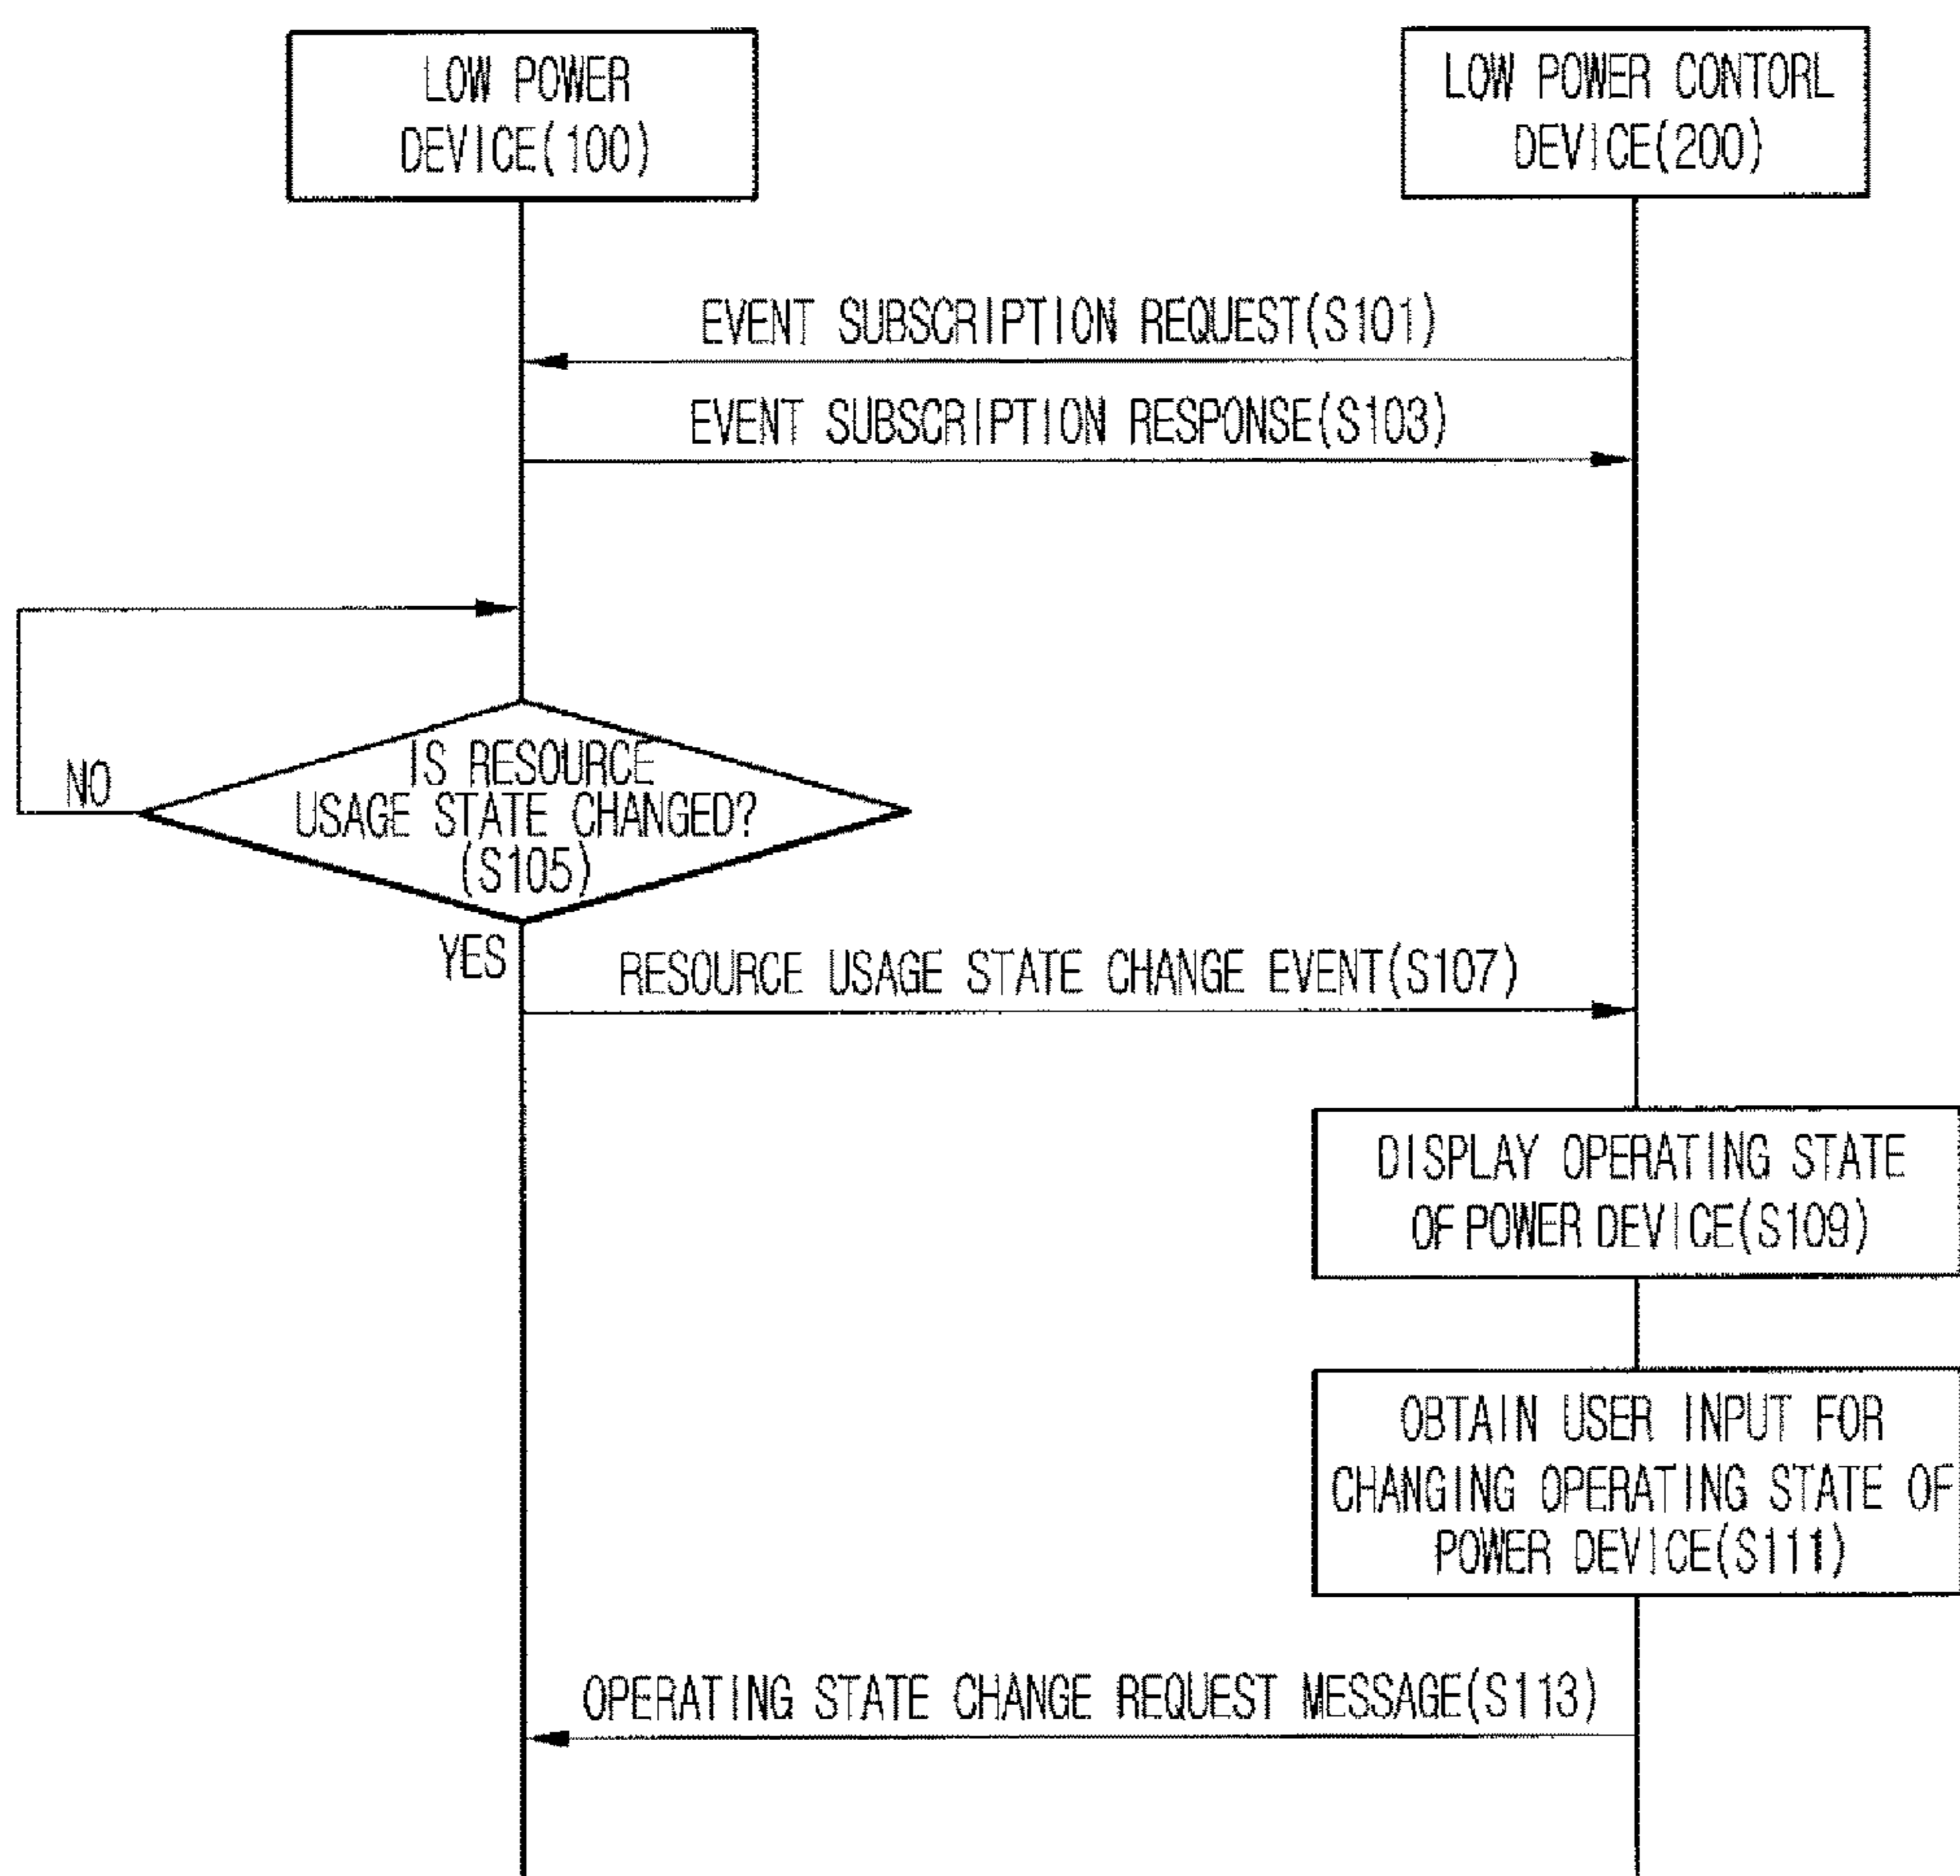 LOW POWER
DEVICE(100)
LOW POWER CONTORL
DEVICE(200)
EVENT SUBSCRIPTION REQUEST(S101)
EVENT SUBSCRIPTION RESPONSE(S103)
NO
IS RESOURCE
USAGE STATE CHANGED?
(S105)
YES
RESOURCE USAGE STATE CHANGE EVENT(S107)
DISPLAY OPERATING STATE
OF POWER DEVICE(S109)
OBTAIN USER INPUT FOR
CHANGING OPERATING STATE OF
POWER DEVICE(S111)
OPERATING STATE CHANGE REQUEST MESSAGE(S113)